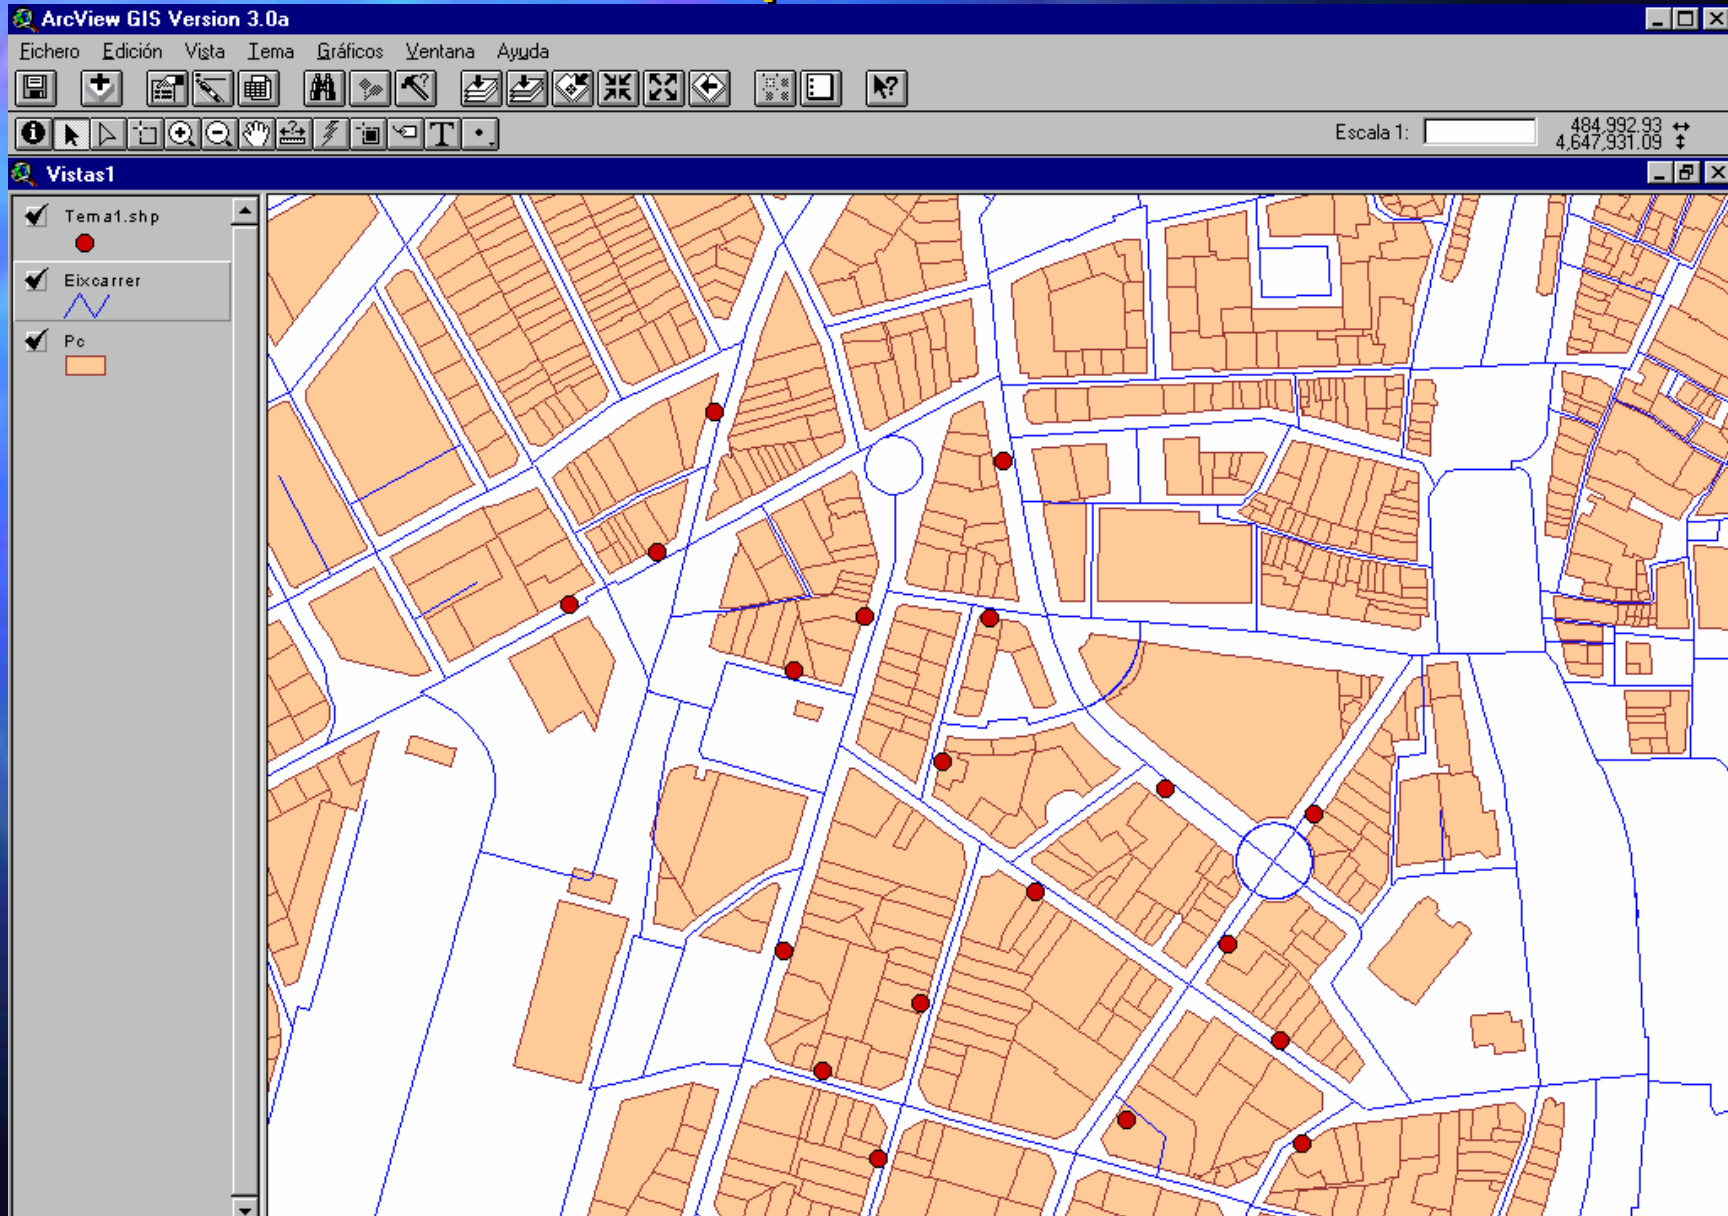 ArcView GIS Version 3.0a
Fichero Edición Vista Tema Gráficos Ventana Ayuda
Escala 1:
484,992.93
4,647,931.09
Vistas1
Tema1.shp
Eixcarrer
Pc